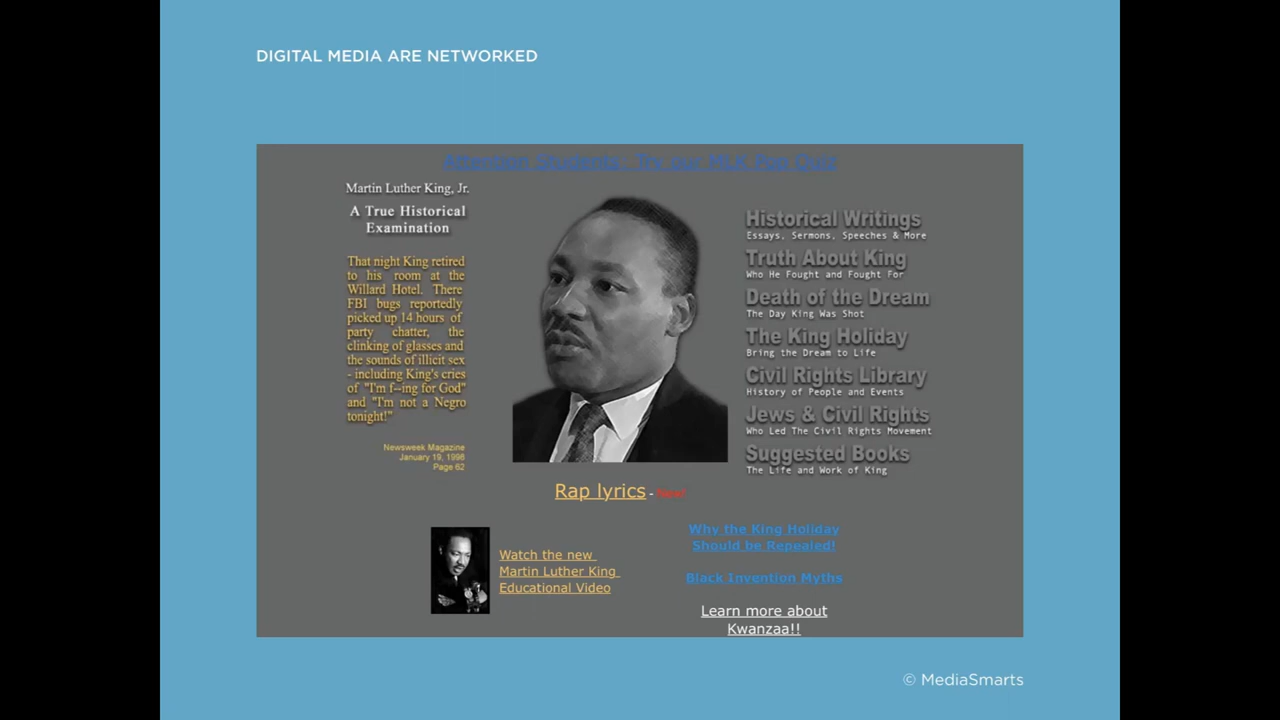 DIGITAL MEDIA ARE NETWORKED
Attention Students: Try our MLK Pop Quiz
Martin Luther King, Jr.
A True Historical
Examination
That night King retired
to his room at the
Willard Hotel. There
FBI bugs reportedly
picked up 14 hours of
party chatter, the
clinking of glasses and
the sounds of illicit sex
- including King's cries
of "I'm f--ing for God"
and "I'm not a Negro
tonight!"
Newsweek Magazine
January 19, 1998
Page 62
Historical Writings
Essays, Sermons, Speeches & More
Truth About King
Who He Fought and Fought For
Death of the Dream
The Day King Was Shot
The King Holiday
Bring the Dream to Life
Civil Rights Library
History of People and Events
Jews & Civil Rights
Who Led The Civil Rights Movement
Suggested Books
The Life and Work of King
Rap lyrics - New!
Watch the new
Martin Luther King
Educational Video
Why the King Holiday
Should be Repealed!
Black Invention Myths
Learn more about
Kwanzaa!!
© MediaSmarts